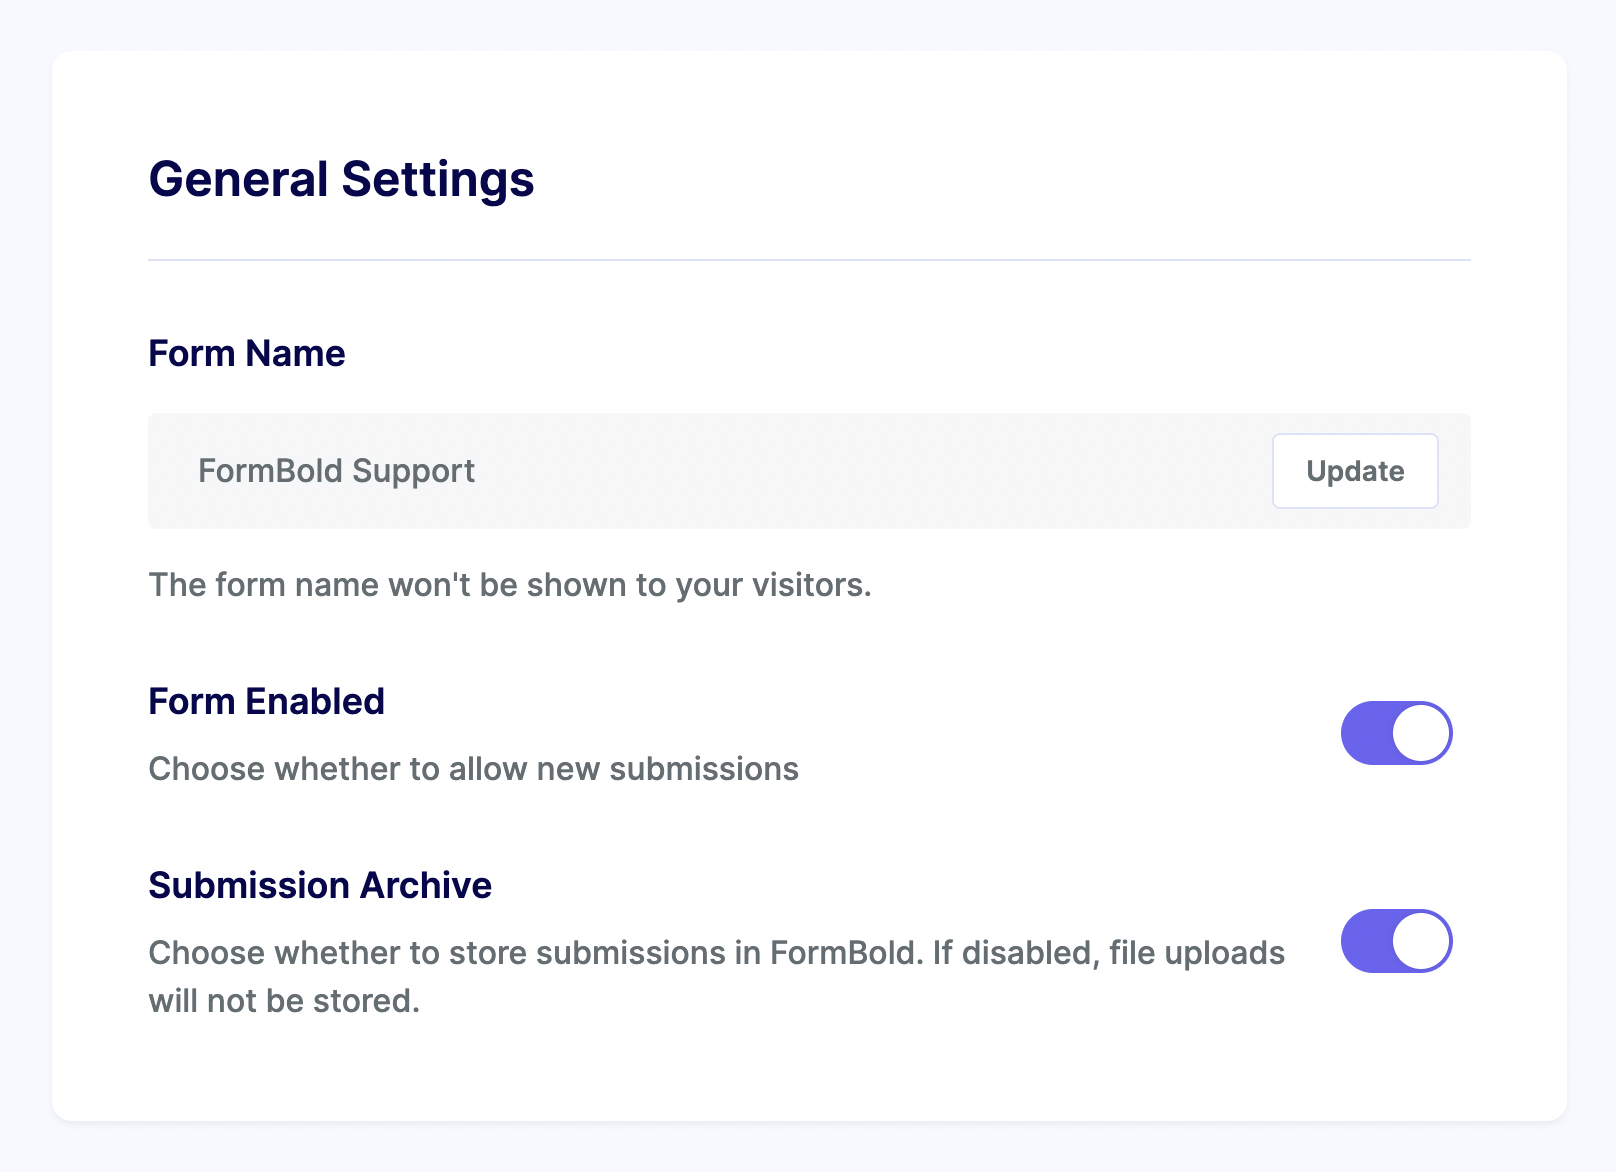 General Settings
Form Name
FormBold Support
Update
The form name won't be shown to your visitors.
Form Enabled
Choose whether to allow new submissions
Submission Archive
Choose whether to store submissions in FormBold. If disabled, file uploads
will not be stored.